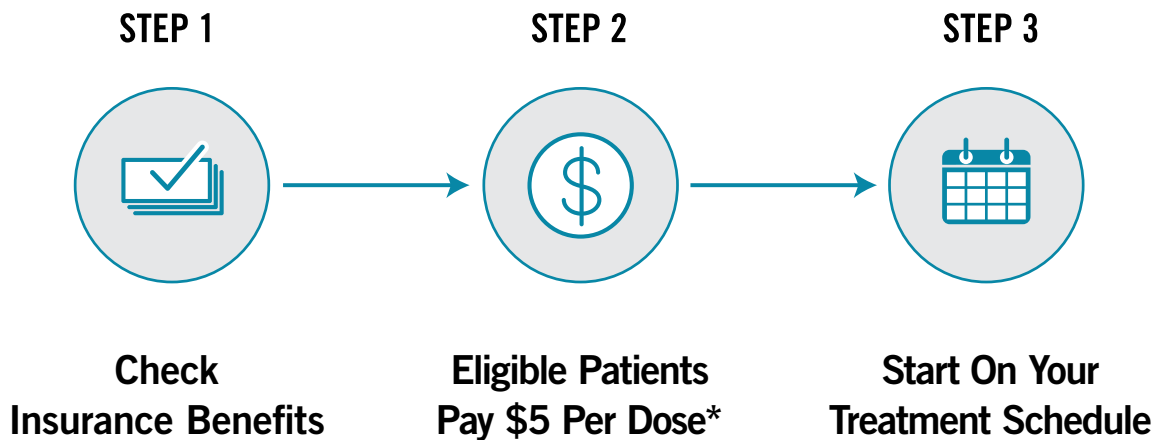 STEP 1
STEP 2
STEP 3
$
Check
Insurance Benefits
Eligible Patients
Pay $5 Per Dose*
Start On Your
Treatment Schedule